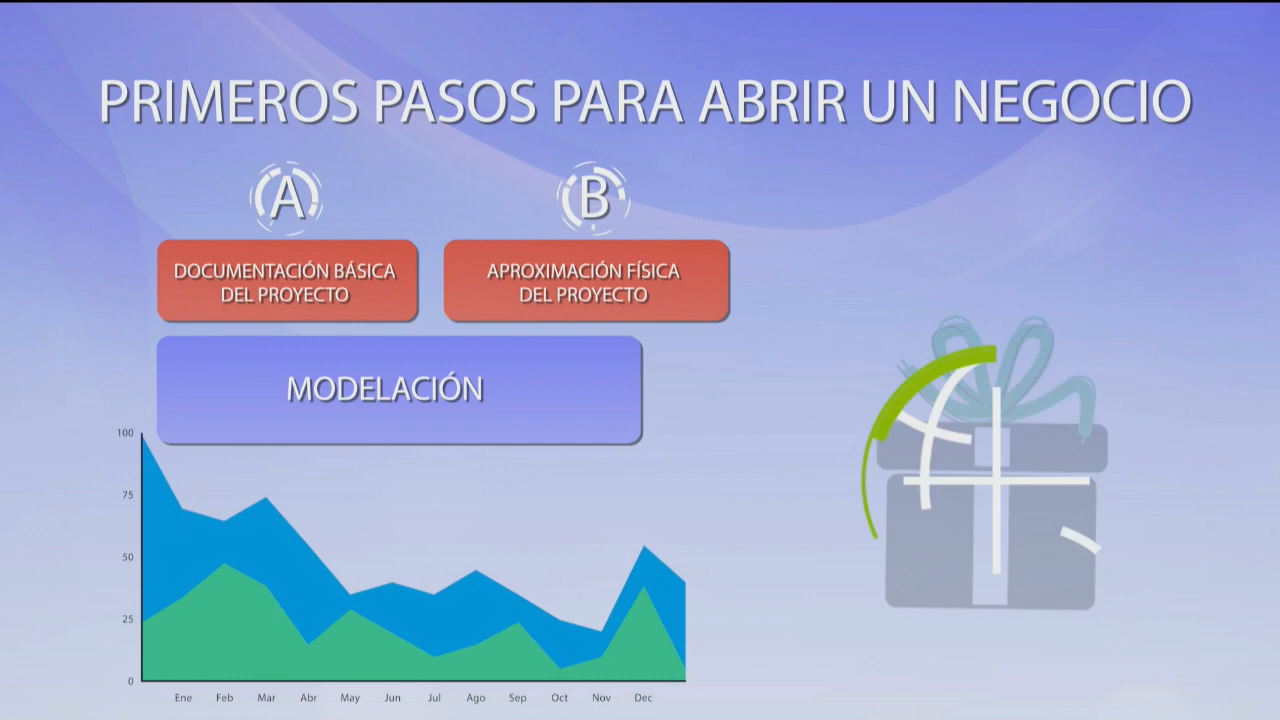 PRIMEROS PASOS PARA ABRIR UN NEGOCIO
A
B
DOCUMENTACIÓN BÁSICA
DEL PROYECTO
APROXIMACIÓN FÍSICA
DEL PROYECTO
MODELACIÓN
100
75
50
25
0
Ene Feb Mar Abr May Jun Jul Ago Sep Oct Nov Dec